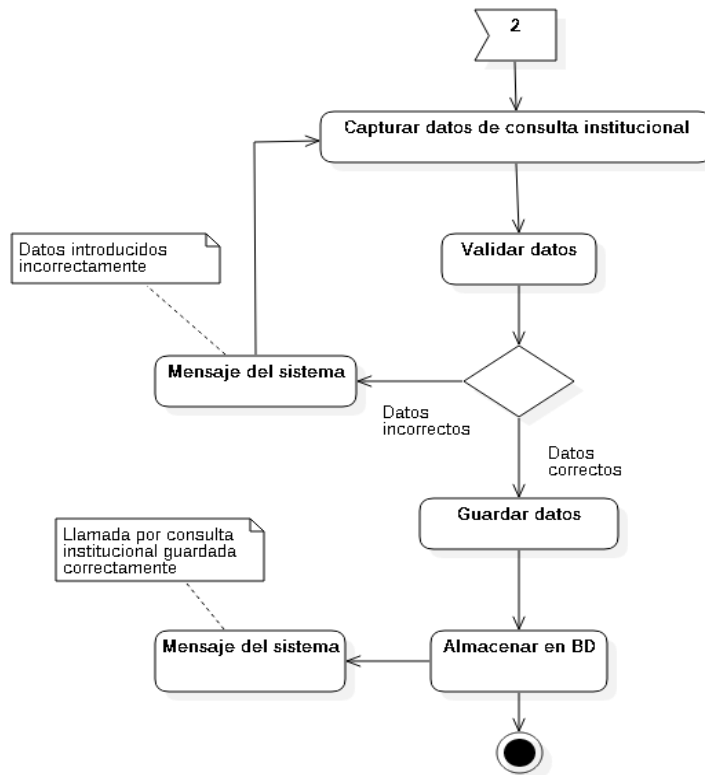 2
Capturar datos de consulta institucional
Validar datos
Datos introducidos
incorrectamente
Mensaje del sistema
Datos
incorrectos
Datos
correctos
Guardar datos
Llamada por consulta
institucional guardada
correctamente
Mensaje del sistema
Almacenar en BD